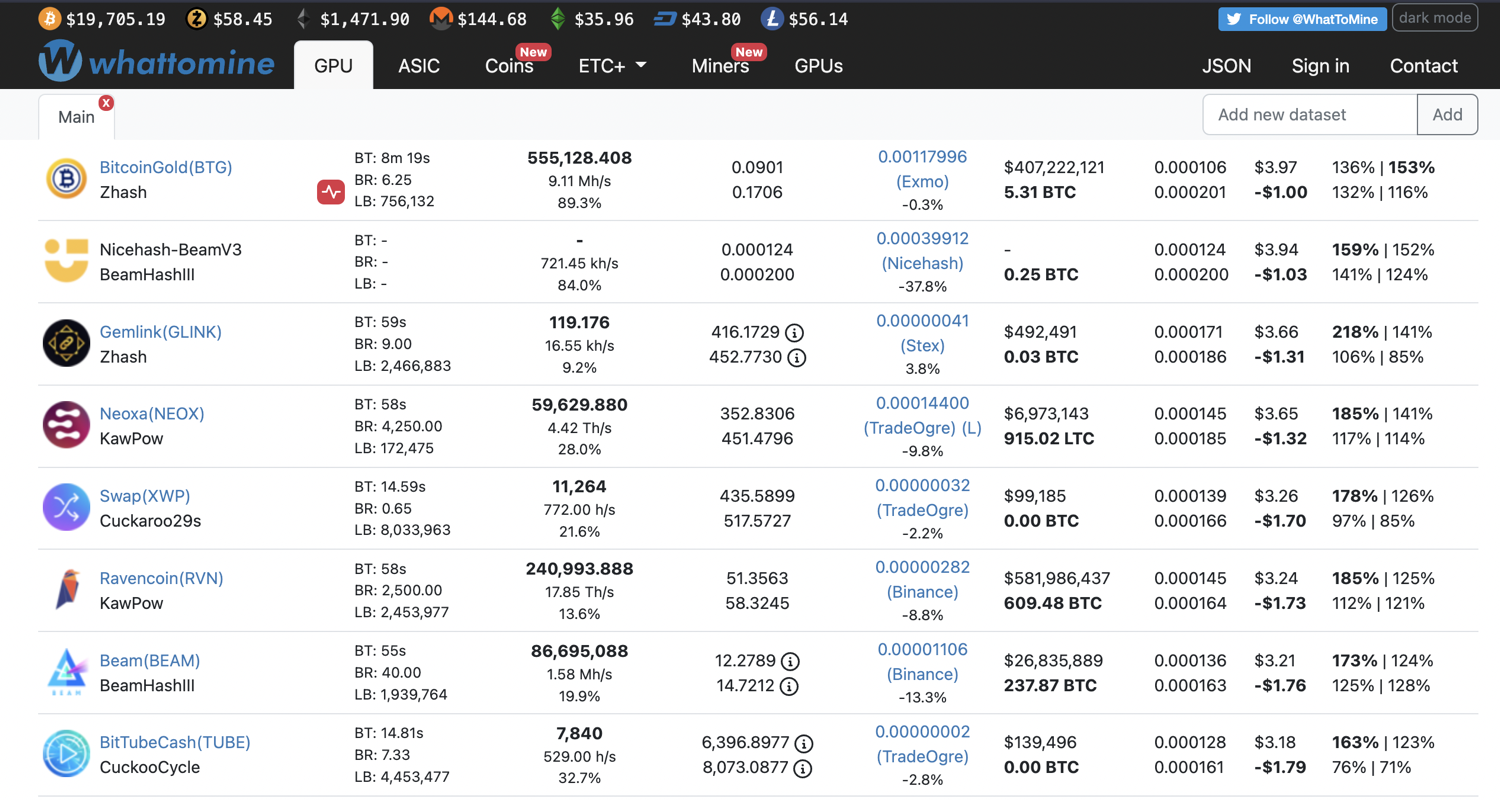 $19,705.19 $58.45 $1,471.90 $144.68 $35.96 $43.80 $56.14 Follow @WhatToMine dark mode
whattomine GPU ASIC Coins New ETC+ Miners New GPUs JSON Sign in Contact
Main x Add new dataset Add
BitcoinGold(BTG)
Zhash
BT: 8m 19s
BR: 6.25
LB: 756,132
555,128.408
9.11 Mh/s
89.3%
0.0901
0.1706
0.00117996
(Exmo)
-0.3%
$407,222,121
5.31 BTC
0.000106
0.000201
$3.97
-$1.00
136% | 153%
132% | 116%
Nicehash-BeamV3
BeamHashIII
BT: -
BR: -
LB: -
-
721.45 kh/s
84.0%
0.000124
0.000200
0.00039912
(Nicehash)
-37.8%
-
0.25 BTC
0.000124
0.000200
$3.94
-$1.03
159% | 152%
141% | 124%
Gemlink(GLINK)
Zhash
BT: 59s
BR: 9.00
LB: 2,466,883
119.176
16.55 kh/s
9.2%
416.1729
452.7730
0.00000041
(Stex)
3.8%
$492,491
0.03 BTC
0.000171
0.000186
$3.66
-$1.31
218% | 141%
106% | 85%
Neoxa(NEOX)
KawPow
BT: 58s
BR: 4,250.00
LB: 172,475
59,629.880
4.42 Th/s
28.0%
352.8306
451.4796
0.00014400
(TradeOgre) (L)
-9.8%
$6,973,143
915.02 LTC
0.000145
0.000185
$3.65
-$1.32
185% | 141%
117% | 114%
Swap(XWP)
Cuckaroo29s
BT: 14.59s
BR: 0.65
LB: 8,033,963
11,264
772.00 h/s
21.6%
435.5899
517.5727
0.00000032
(TradeOgre)
-2.2%
$99,185
0.00 BTC
0.000139
0.000166
$3.26
-$1.70
178% | 126%
97% | 85%
Ravencoin(RVN)
KawPow
BT: 58s
BR: 2,500.00
LB: 2,453,977
240,993.888
17.85 Th/s
13.6%
51.3563
58.3245
0.00000282
(Binance)
-8.8%
$581,986,437
609.48 BTC
0.000145
0.000164
$3.24
-$1.73
185% | 125%
112% | 121%
BEAM
Beam(BEAM)
BeamHashIII
BT: 55s
BR: 40.00
LB: 1,939,764
86,695,088
1.58 Mh/s
19.9%
12.2789
14.7212
0.00001106
(Binance)
-13.3%
$26,835,889
237.87 BTC
0.000136
0.000163
$3.21
-$1.76
173% | 124%
125% | 128%
BitTubeCash(TUBE)
CuckooCycle
BT: 14.81s
BR: 7.33
LB: 4,453,477
7,840
529.00 h/s
32.7%
6,396.8977
8,073.0877
0.00000002
(TradeOgre)
-2.8%
$139,496
0.00 BTC
0.000128
0.000161
$3.18
-$1.79
163% | 123%
76% | 71%